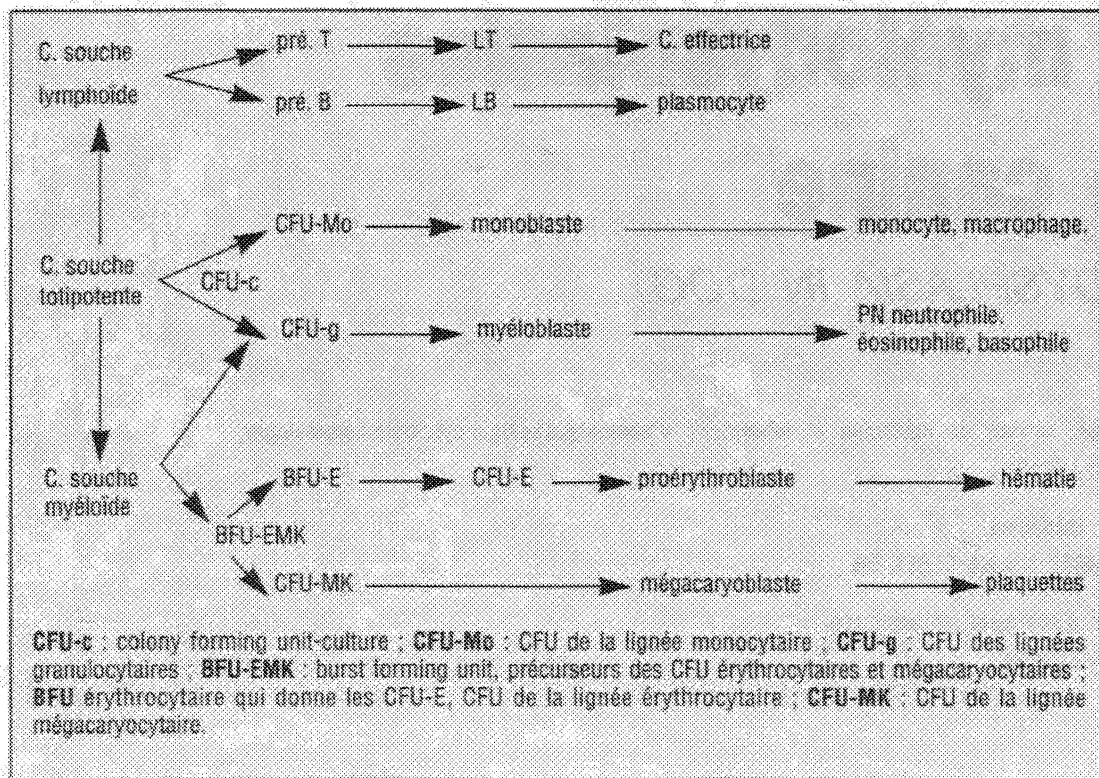 C. souche
lymphoïde
pré. T
LT
C. effectrice
pré. B
LB
plasmocyte
C. souche
totipotente
CFU-c
CFU-Mo
monoblaste
monocyte, macrophage.
CFU-g
myéloblaste
PN neutrophile.
éosinophile, basophile
C. souche
myéloïde
BFU-EMK
BFU-E
CFU-E
proérythroblaste
hématie
CFU-MK
mégacaryoblaste
plaquettes
CFU-c : colony forming unit-culture ; CFU-Mo : CFU de la lignée monocytaire ; CFU-g : CFU des lignées
granulocytaires ; BFU-EMK : burst forming unit, précurseurs des CFU érythrocytaires et mégacaryocytaires ;
BFU érythrocytaire qui donne les CFU-E, CFU de la lignée érythrocytaire ; CFU-MK : CFU de la lignée
mégacaryocytaire.